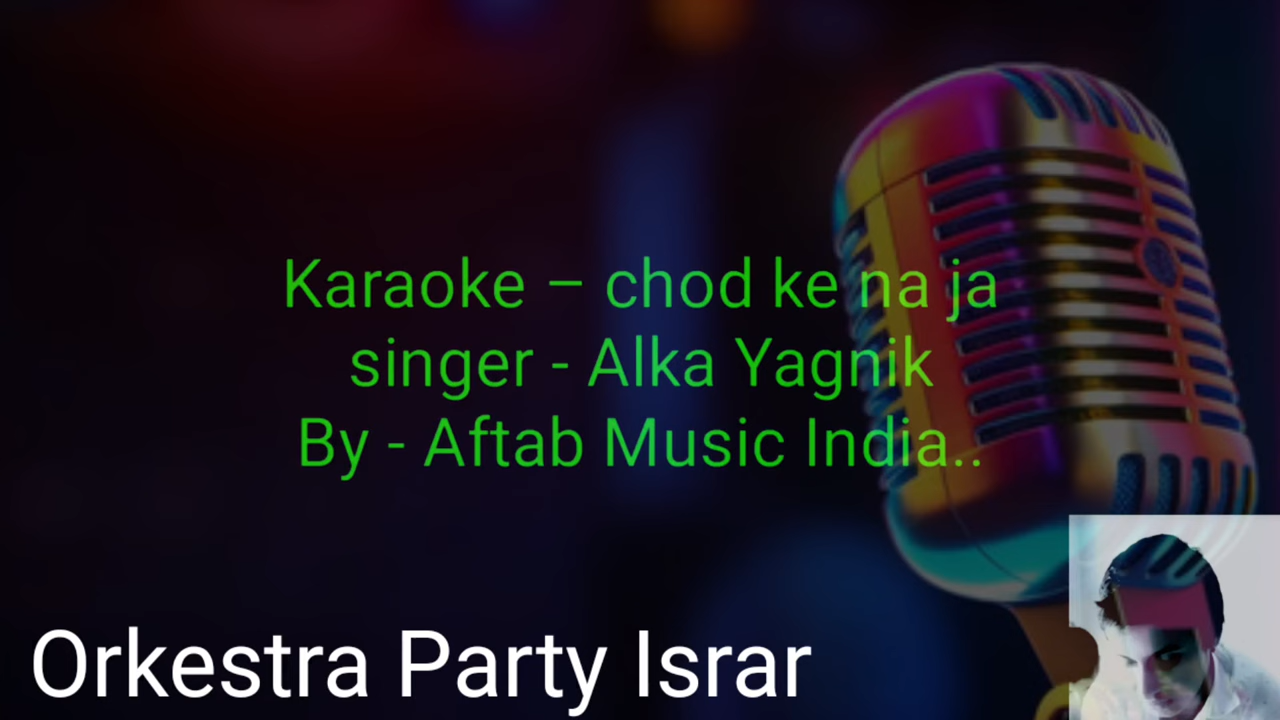 Karaoke – chod ke na ja
singer - Alka Yagnik
By - Aftab Music India..
Orkestra Party Israr